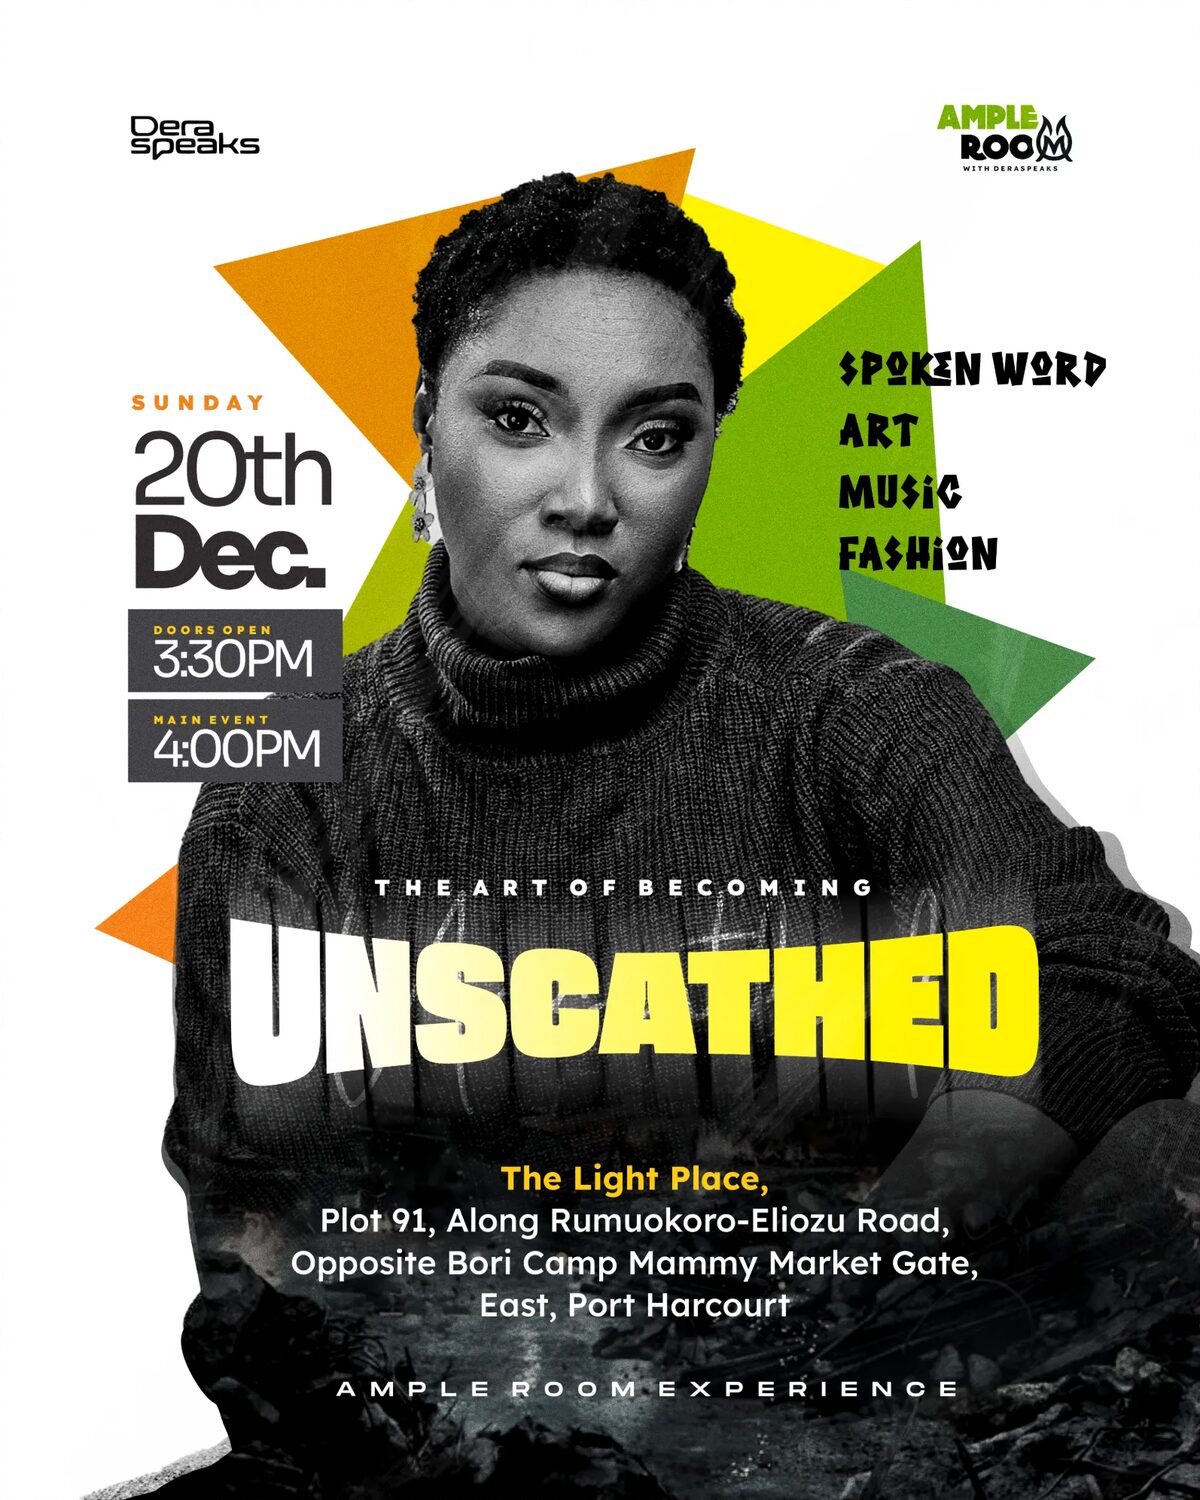 Dera
speaks
AMPLE
ROOM
WITH DERASPEAKS
SPOKEN WORD
ART
MUSiC
FASHiON
SUNDAY
20th
Dec.
DOORS OPEN
3:30PM
MAIN EVENT
4:00PM
THE ART OF BECOMING
UNSCATHED
The Light Place,
Plot 91, Along Rumuokoro-Eliozu Road,
Opposite Bori Camp Mammy Market Gate,
East, Port Harcourt
AMPLE ROOM EXPERIENCE